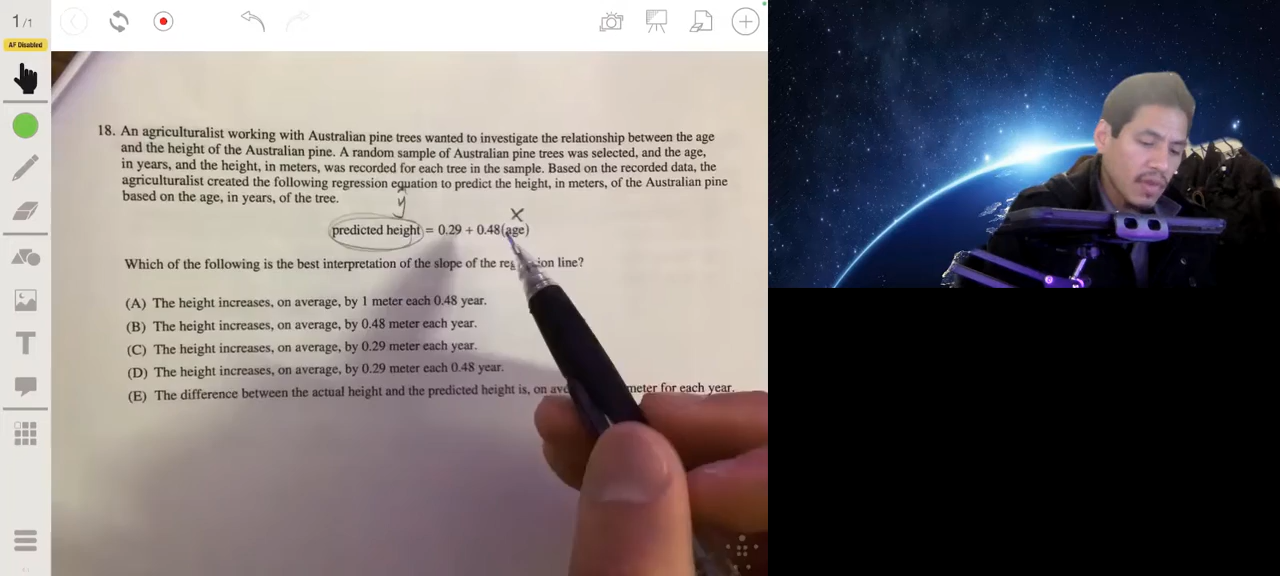 1/1
AF Disabled
18. An agriculturalist working with Australian pine trees wanted to investigate the relationship between the age
and the height of the Australian pine. A random sample of Australian pine trees was selected, and the age,
in years, and the height, in meters, was recorded for each tree in the sample. Based on the recorded data, the
agriculturalist created the following regression equation to predict the height, in meters, of the Australian pine
based on the age, in years, of the tree.
y x
predicted height = 0.29 + 0.48(age)
Which of the following is the best interpretation of the slope of the line?
(A) The height increases, on average, by 1 meter each 0.48 year.
(B) The height increases, on average, by 0.48 meter each year.
(C) The height increases, on average, by 0.29 meter each year.
(D) The height increases, on average, by 0.29 meter each 0.48 year.
(E) The difference between the actual height and the predicted height is, on meter for each year.
T